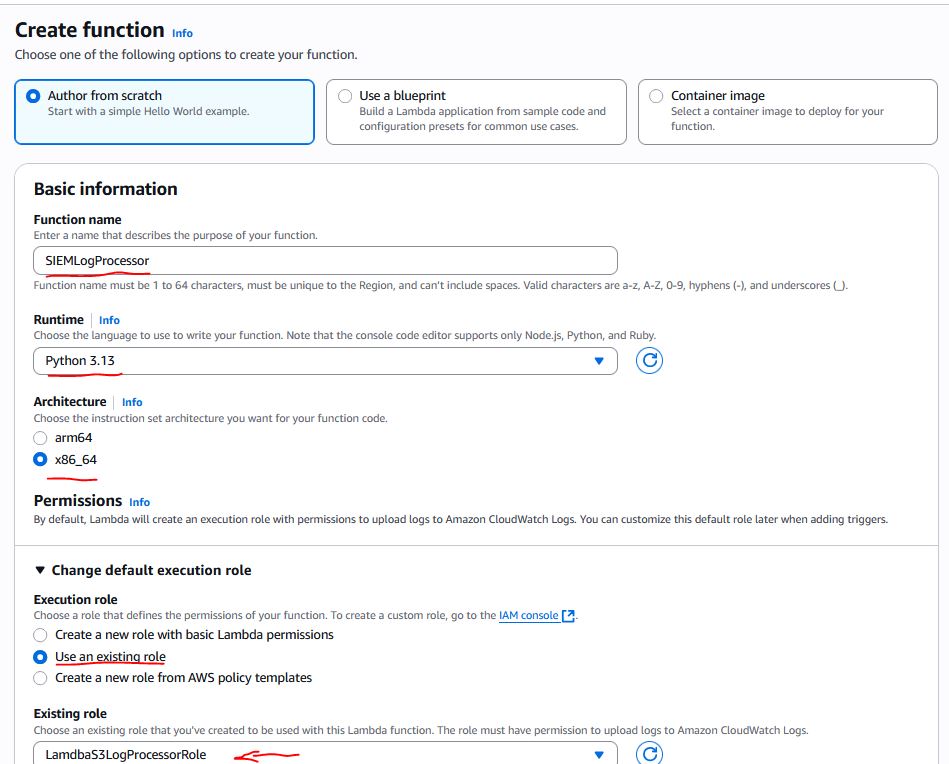 Create function Info
Choose one of the following options to create your function.
Author from scratch
Start with a simple Hello World example.
Use a blueprint
Build a Lambda application from sample code and
configuration presets for common use cases.
Container image
Select a container image to deploy for your
function.
Basic information
Function name
Enter a name that describes the purpose of your function.
SIEMLogProcessor
Function name must be 1 to 64 characters, must be unique to the Region, and can't include spaces. Valid characters are a-z, A-Z, 0-9, hyphens (-), and underscores (_).
Runtime Info
Choose the language to use to write your function. Note that the console code editor supports only Node.js, Python, and Ruby.
Python 3.13
Architecture Info
Choose the instruction set architecture you want for your function code.
arm64
x86_64
Permissions Info
By default, Lambda will create an execution role with permissions to upload logs to Amazon CloudWatch Logs. You can customize this default role later when adding triggers.
Change default execution role
Execution role
Choose a role that defines the permissions of your function. To create a custom role, go to the IAM console.
Create a new role with basic Lambda permissions
Use an existing role
Create a new role from AWS policy templates
Existing role
Choose an existing role that you've created to be used with this Lambda function. The role must have permission to upload logs to Amazon CloudWatch Logs.
LamdbaS3LogProcessorRole